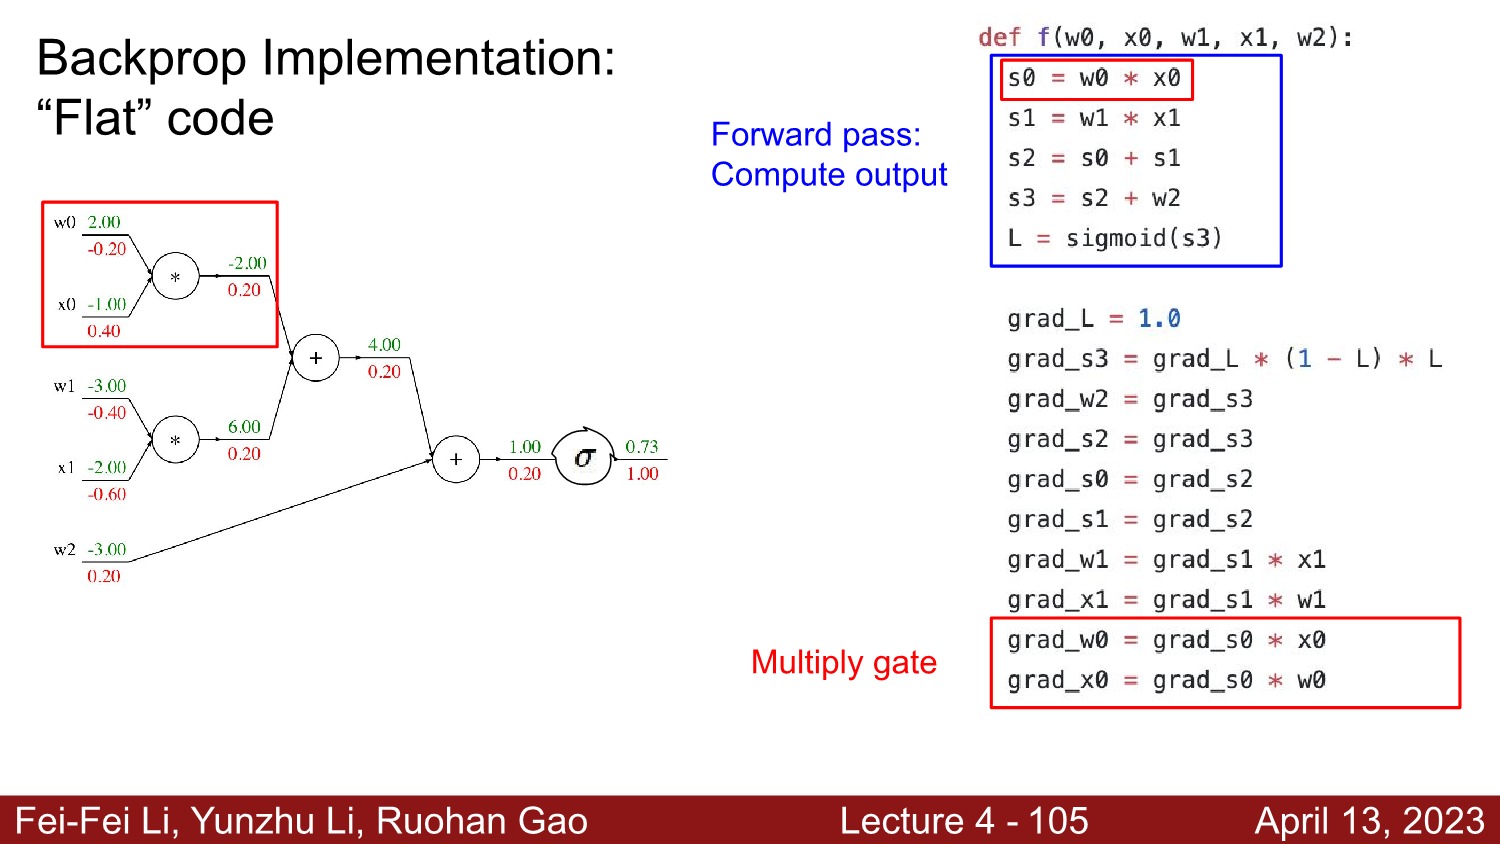 Backprop Implementation:
“Flat” code
def f(w0, x0, w1, x1, w2):
s0 = w0 * x0
s1 = w1 * x1
s2 = s0 + s1
s3 = s2 + w2
L = sigmoid(s3)
Forward pass:
Compute output
w0 2.00
-0.20
x0 -1.00
0.40
*
-2.00
0.20
w1 -3.00
-0.40
x1 -2.00
-0.60
*
6.00
0.20
+
4.00
0.20
w2 -3.00
0.20
+
1.00
0.20
σ
0.73
1.00
grad_L = 1.0
grad_s3 = grad_L * (1 - L) * L
grad_w2 = grad_s3
grad_s2 = grad_s3
grad_s0 = grad_s2
grad_s1 = grad_s2
grad_w1 = grad_s1 * x1
grad_x1 = grad_s1 * w1
grad_w0 = grad_s0 * x0
grad_x0 = grad_s0 * w0
Multiply gate
Fei-Fei Li, Yunzhu Li, Ruohan Gao Lecture 4 - 105 April 13, 2023